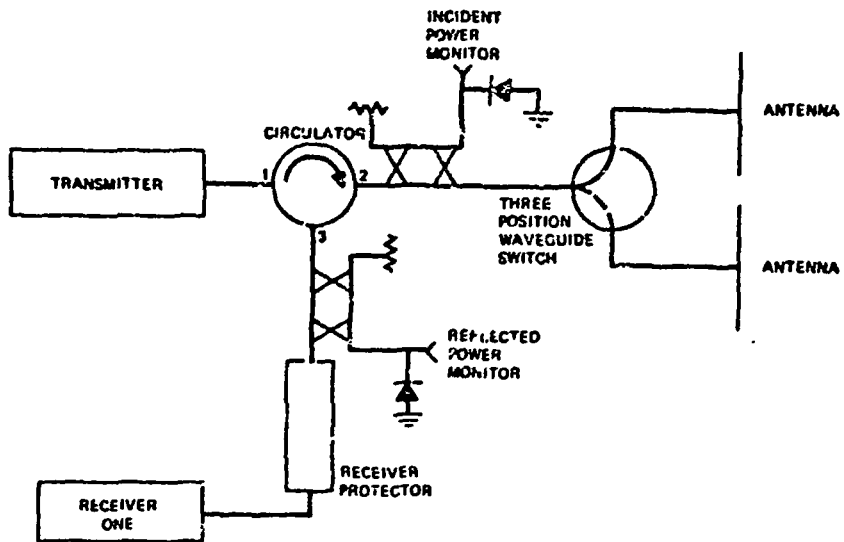 INCIDENT
POWER
MONITOR
CIRCULATOR
ANTENNA
TRANSMITTER
1
2
3
THREE
POSITION
WAVEGUIDE
SWITCH
ANTENNA
REFLECTED
POWER
MONITOR
RECEIVER
PROTECTOR
RECEIVER
ONE